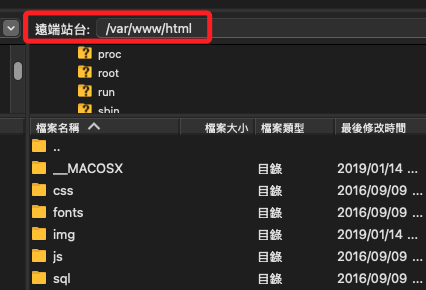 遠端站台: /var/www/html
proc
root
run
sbin
檔案名稱 檔案大小 檔案類型 最後修改時間
..
__MACOSX 目錄 2019/01/14 ...
css 目錄 2016/09/09 ...
fonts 目錄 2016/09/09 ...
img 目錄 2019/01/14 ...
js 目錄 2016/09/09 ...
sql 目錄 2016/09/09 ...